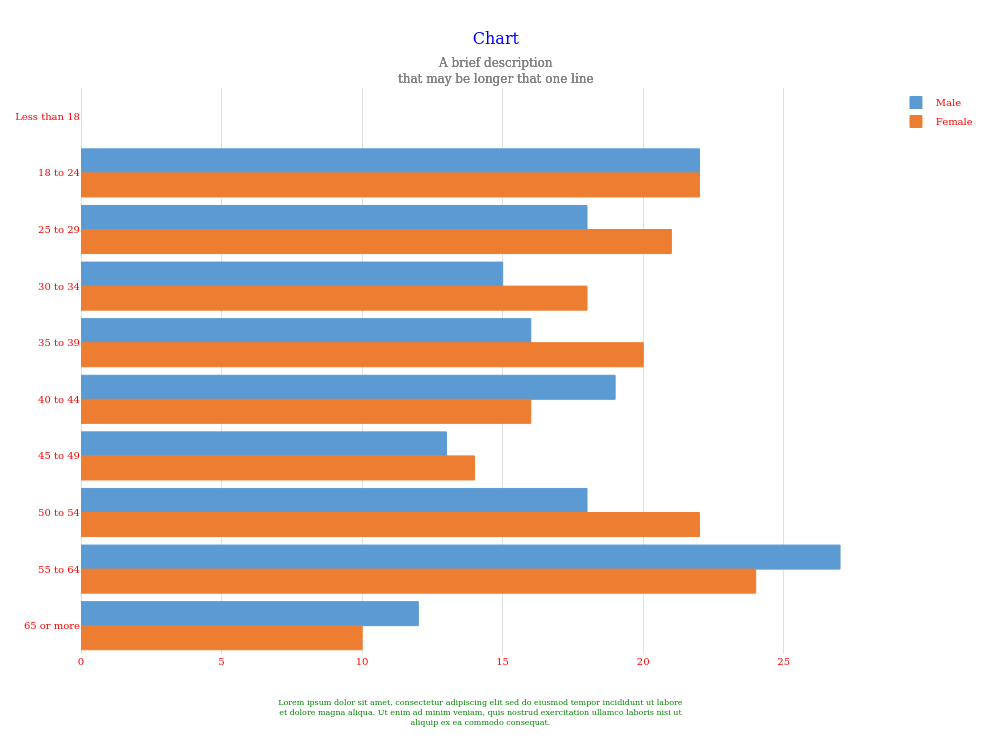 Chart
A brief description
that may be longer that one line
Male
Female
Less than 18
18 to 24
25 to 29
30 to 34
35 to 39
40 to 44
45 to 49
50 to 54
55 to 64
65 or more
0 5 10 15 20 25
Lorem ipsum dolor sit amet, consectetur adipiscing elit sed do eiusmod tempor incididunt ut labore
et dolore magna aliqua. Ut enim ad minim veniam, quis nostrud exercitation ullamco laboris nisi ut
aliquip ex ea commodo consequat.